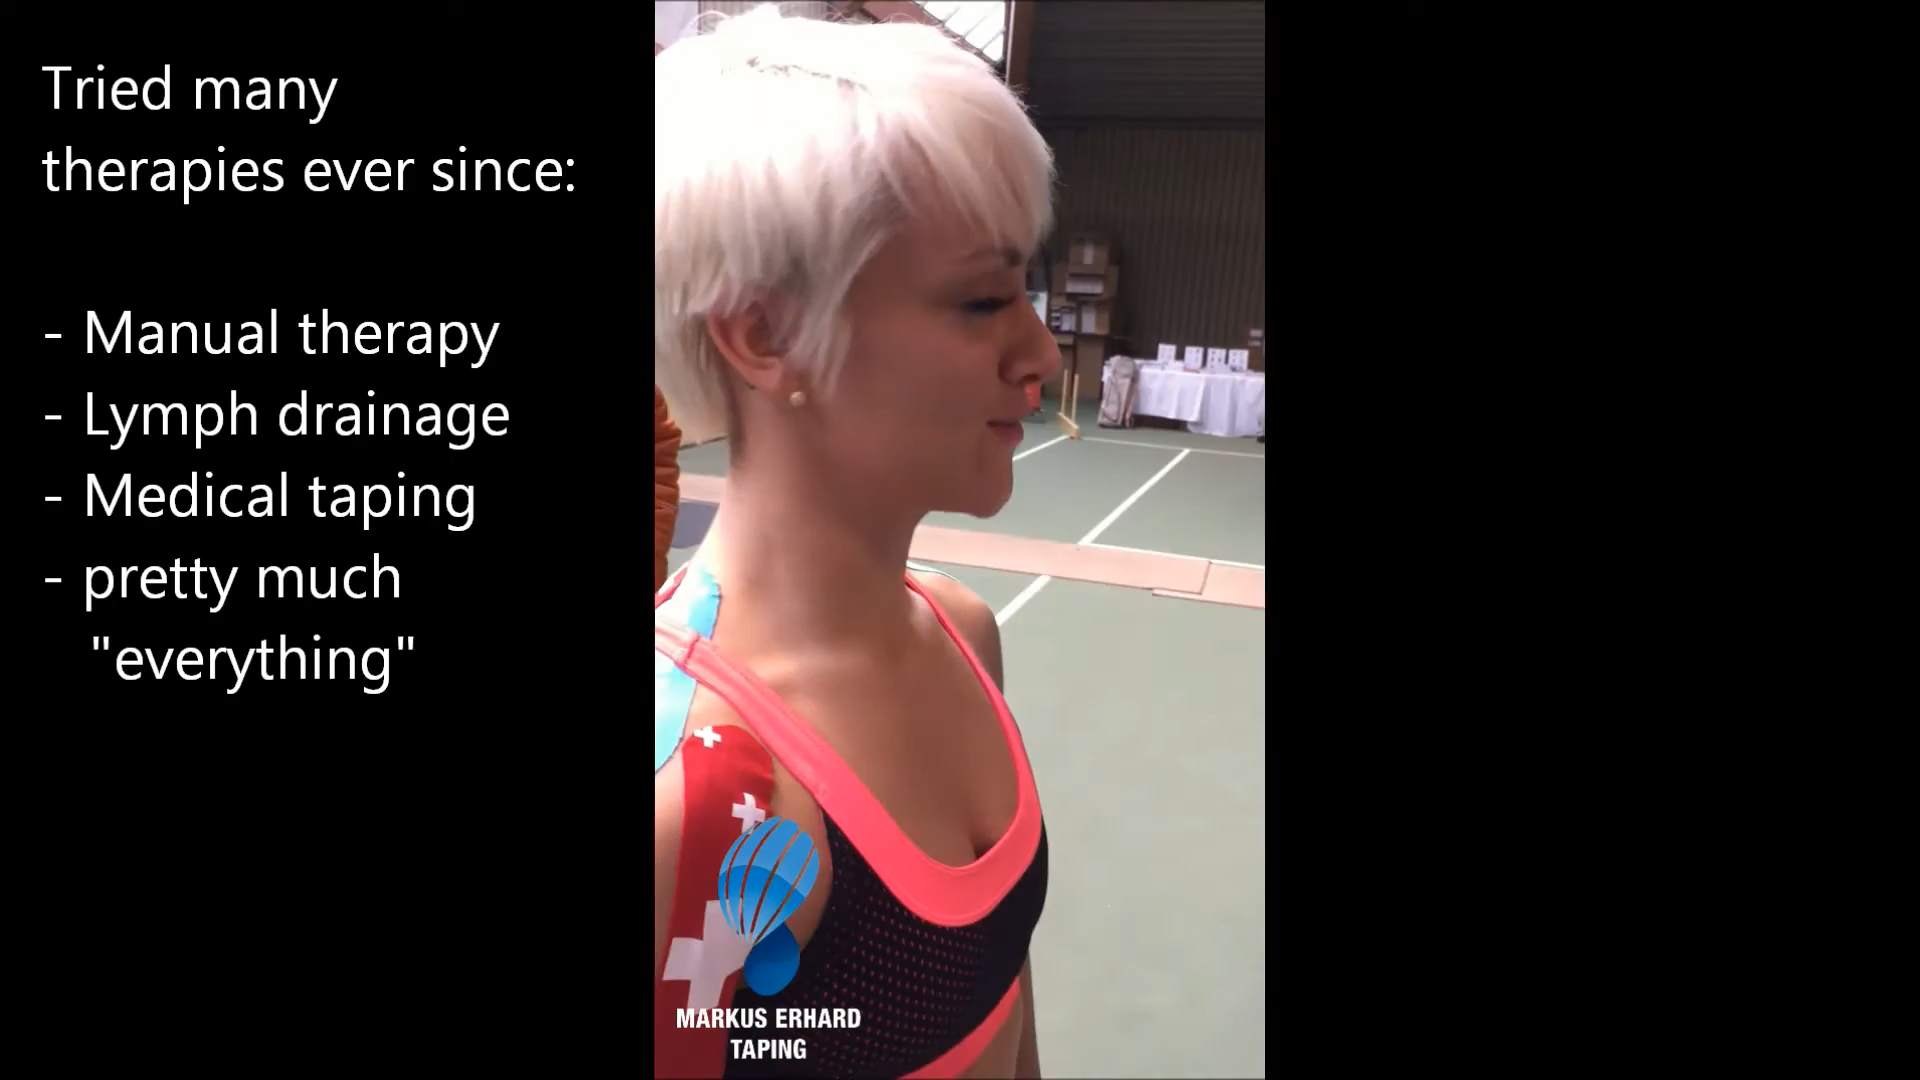 Tried many
therapies ever since:
- Manual therapy
- Lymph drainage
- Medical taping
- pretty much
"everything"
MARKUS ERHARD
TAPING